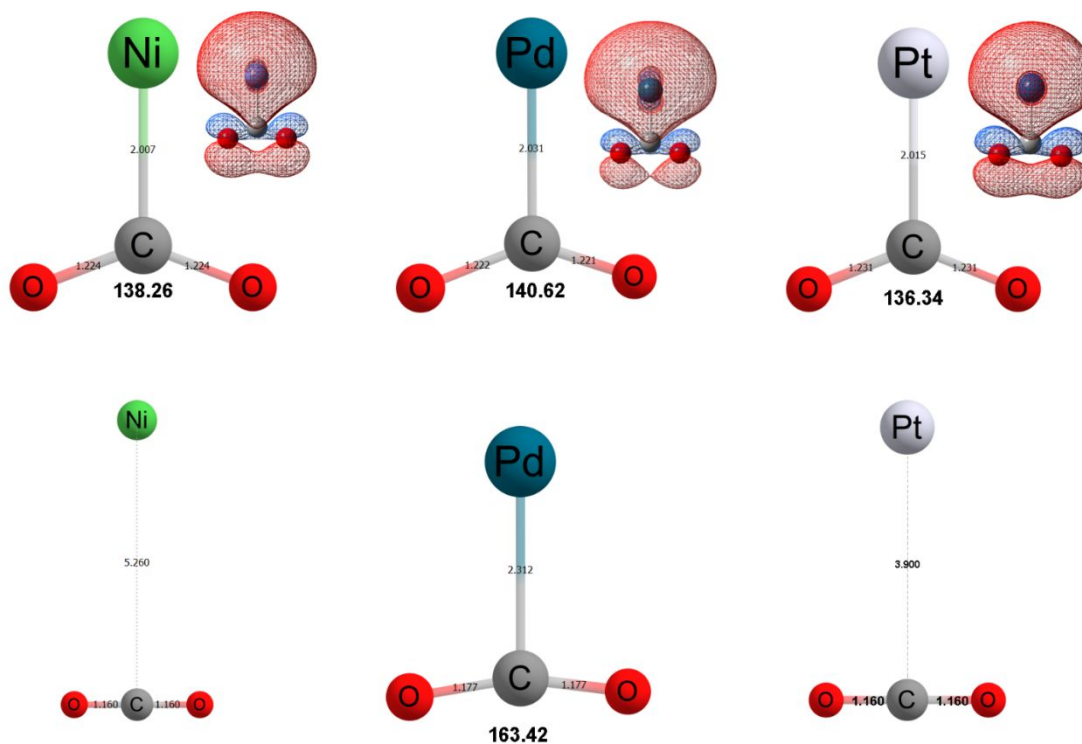 Ni
2.007
C
O 1.224 1.224 O
138.26
Pd
2.031
C
O 1.222 1.221 O
140.62
Pt
2.015
C
O 1.231 1.231 O
136.34
Ni
5.260
O 1.160 C 1.160 O
Pd
2.312
C
O 1.177 1.177 O
163.42
Pt
3.900
O 1.160 C 1.160 O